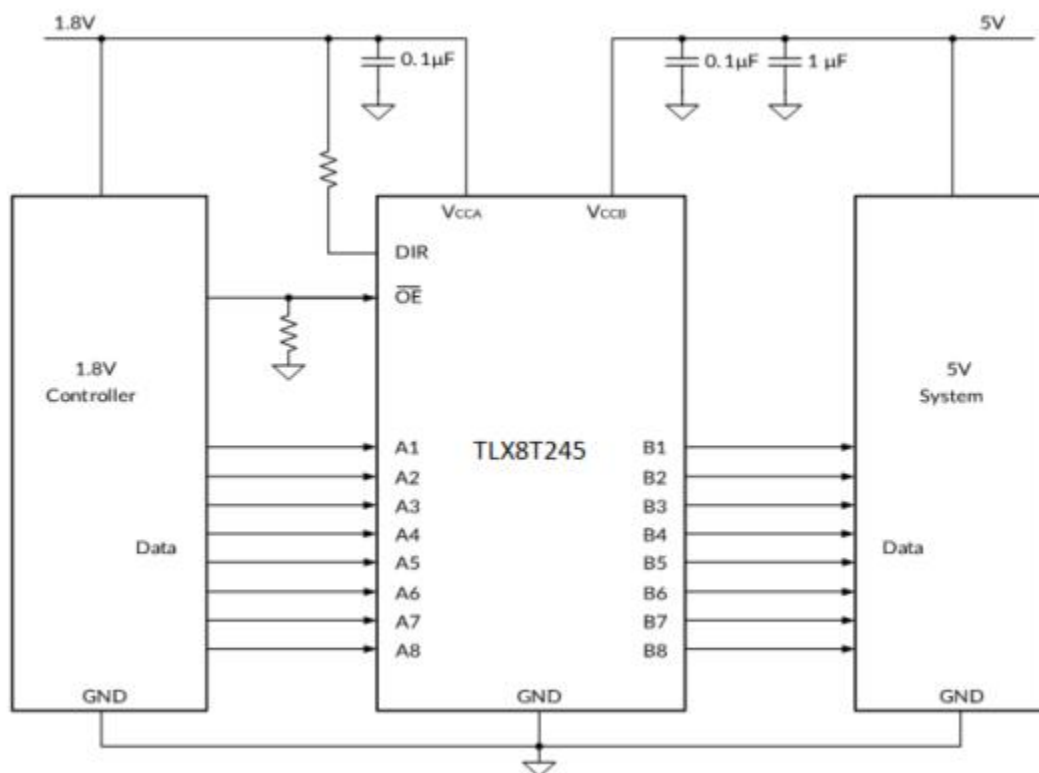 1.8V
5V
0.1µF
0.1µF
1 µF
VCCA
VCCB
DIR
OE
1.8V
Controller
5V
System
TLX8T245
A1
B1
A2
B2
A3
B3
A4
B4
Data
Data
A5
B5
A6
B6
A7
B7
A8
B8
GND
GND
GND